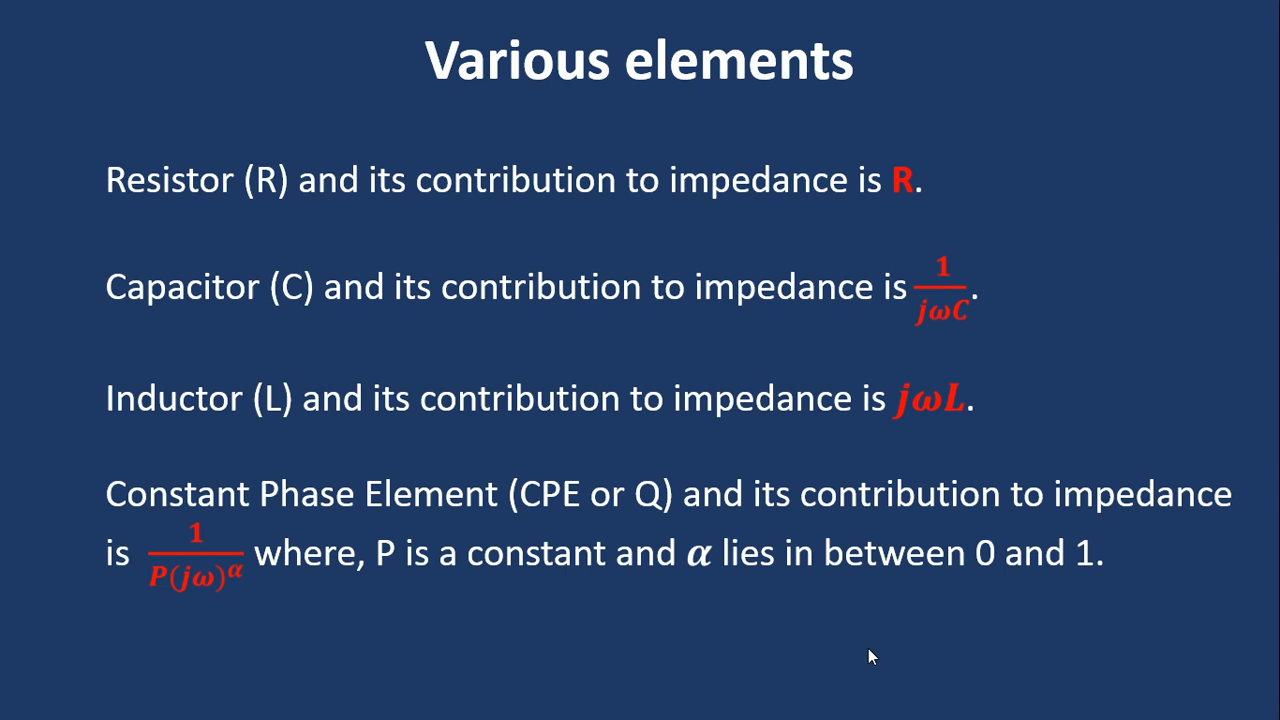 Various elements
Resistor (R) and its contribution to impedance is R.
Capacitor (C) and its contribution to impedance is 1/jωC.
Inductor (L) and its contribution to impedance is jωL.
Constant Phase Element (CPE or Q) and its contribution to impedance
is 1/P(jω)^α where, P is a constant and α lies in between 0 and 1.